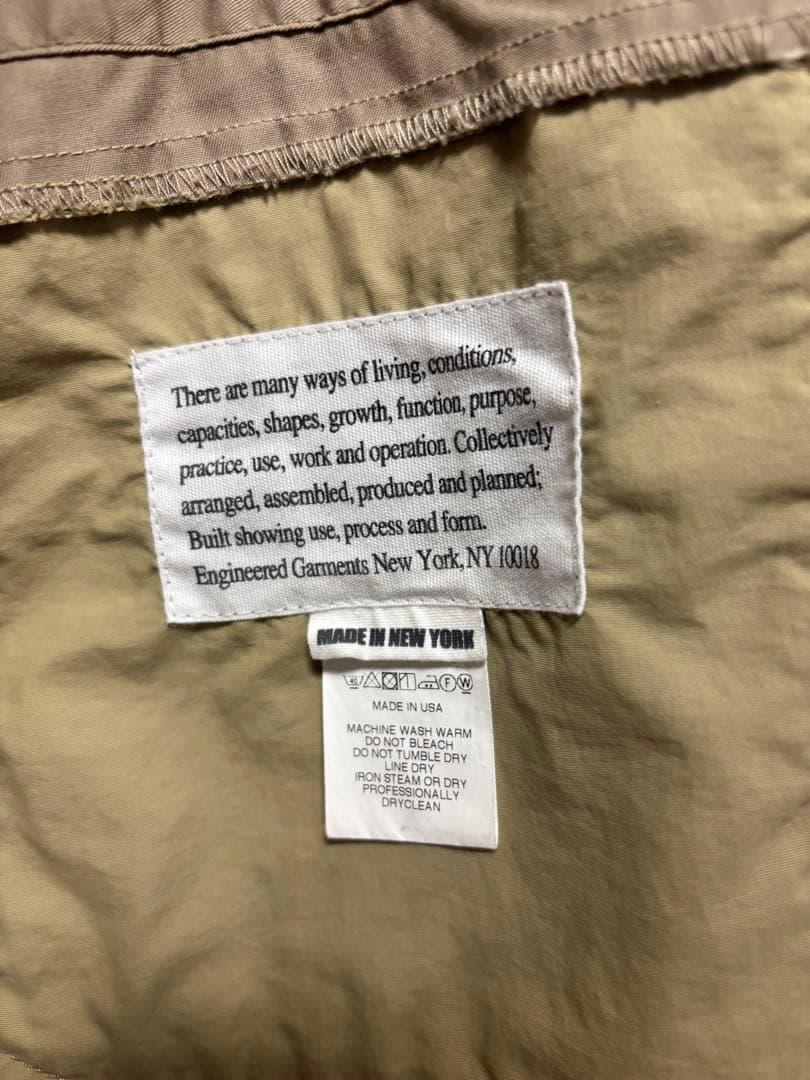 There are many ways of living, conditions,
capacities, shapes, growth, function, purpose,
practice, use, work and operation. Collectively
arranged, assembled, produced and planned;
Built showing use, process and form.
Engineered Garments New York, NY 10018
MADE IN NEW YORK
40 F W
MADE IN USA
MACHINE WASH WARM
DO NOT BLEACH
DO NOT TUMBLE DRY
LINE DRY
IRON STEAM OR DRY
PROFESSIONALLY
DRYCLEAN